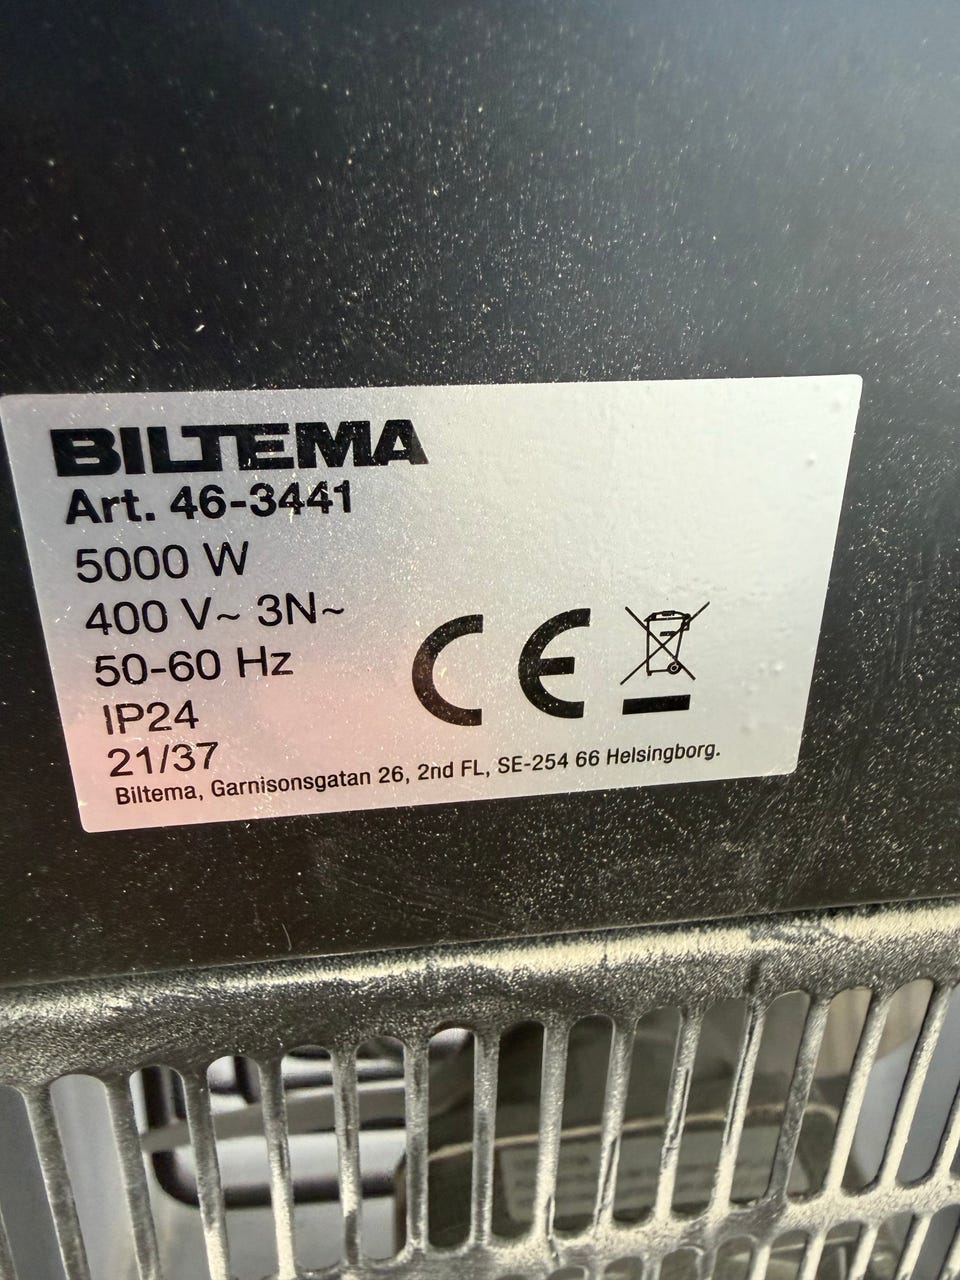 BILTEMA
Art. 46-3441
5000 W
400 V~ 3N~
50-60 Hz
IP24
21/37
CE
Biltema, Garnisonsgatan 26, 2nd FL, SE-254 66 Helsingborg.